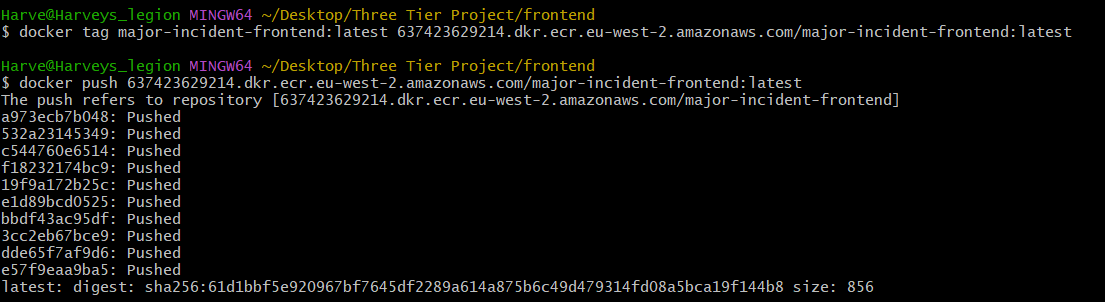 Harve@Harveys_legion MINGW64 ~/Desktop/Three Tier Project/frontend
$ docker tag major-incident-frontend:latest 637423629214.dkr.ecr.eu-west-2.amazonaws.com/major-incident-frontend:latest
Harve@Harveys_legion MINGW64 ~/Desktop/Three Tier Project/frontend
$ docker push 637423629214.dkr.ecr.eu-west-2.amazonaws.com/major-incident-frontend:latest
The push refers to repository [637423629214.dkr.ecr.eu-west-2.amazonaws.com/major-incident-frontend]
a973ecb7b048: Pushed
532a23145349: Pushed
c544760e6514: Pushed
f18232174bc9: Pushed
19f9a172b25c: Pushed
e1d89bcd0525: Pushed
bbdf43ac95df: Pushed
3cc2eb67bce9: Pushed
dde65f7af9d6: Pushed
e57f9eaa9ba5: Pushed
latest: digest: sha256:61d1bbf5e920967bf7645df2289a614a875b6c49d479314fd08a5bca19f144b8 size: 856